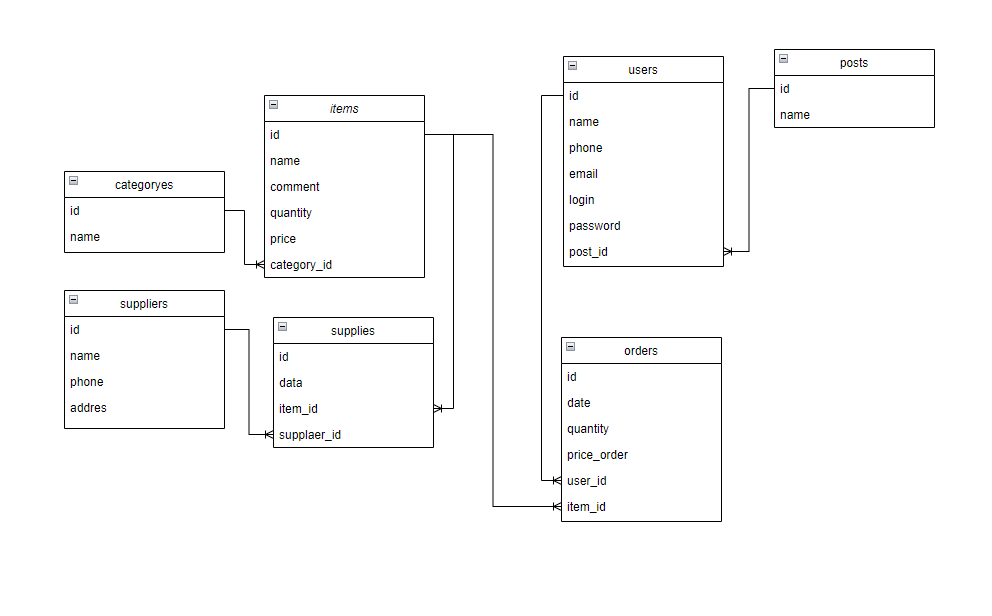 items
id
name
comment
quantity
price
category_id
categoryes
id
name
suppliers
id
name
phone
addres
supplies
id
data
item_id
supplaer_id
users
id
name
phone
email
login
password
post_id
posts
id
name
orders
id
date
quantity
price_order
user_id
item_id